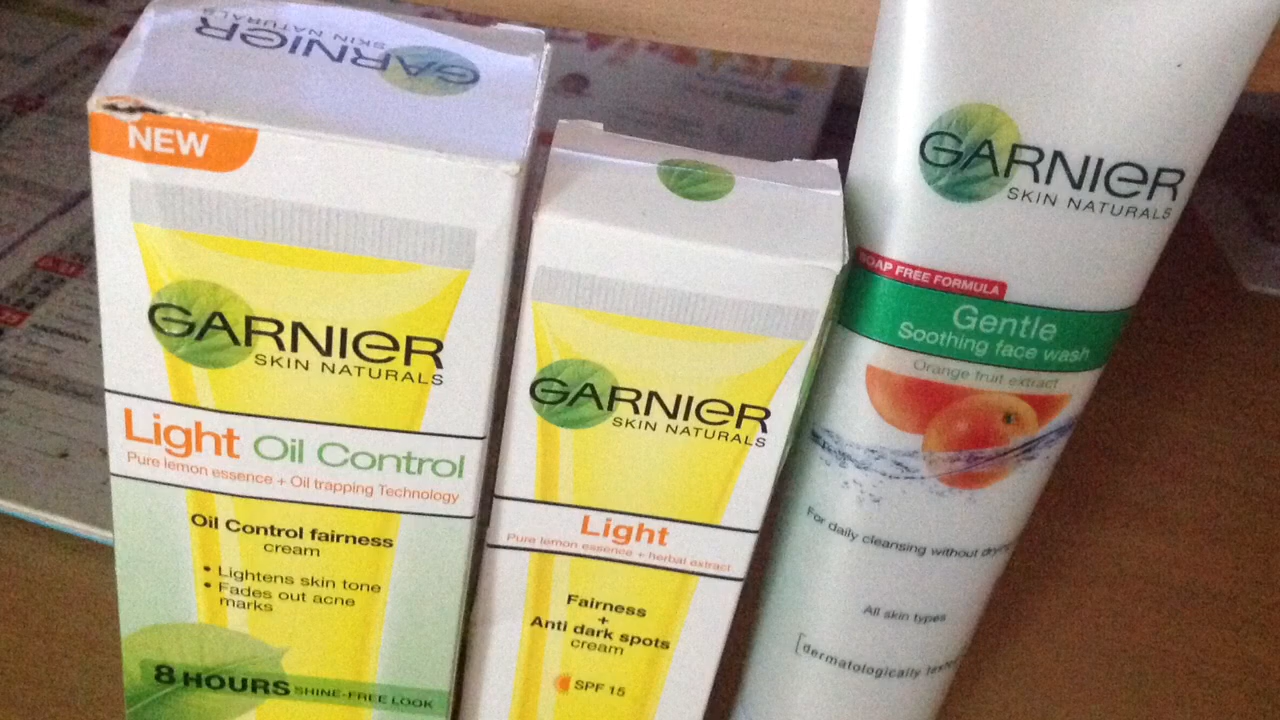 GARNIER
SKIN NATURALS
NEW
GARNIER
SKIN NATURALS
Light Oil Control
Pure lemon essence + Oil trapping Technology
Oil Control fairness
cream
• Lightens skin tone
• Fades out acne
marks
8 HOURS SHINE-FREE LOOK
GARNIER
SKIN NATURALS
Light
Pure lemon essence + herbal extract
Fairness
+
Anti dark spots
cream
SPF 15
GARNIER
SKIN NATURALS
SOAP FREE FORMULA
Gentle
Soothing face wash
Orange fruit extract
For daily cleansing without
All skin types
[dermatologically